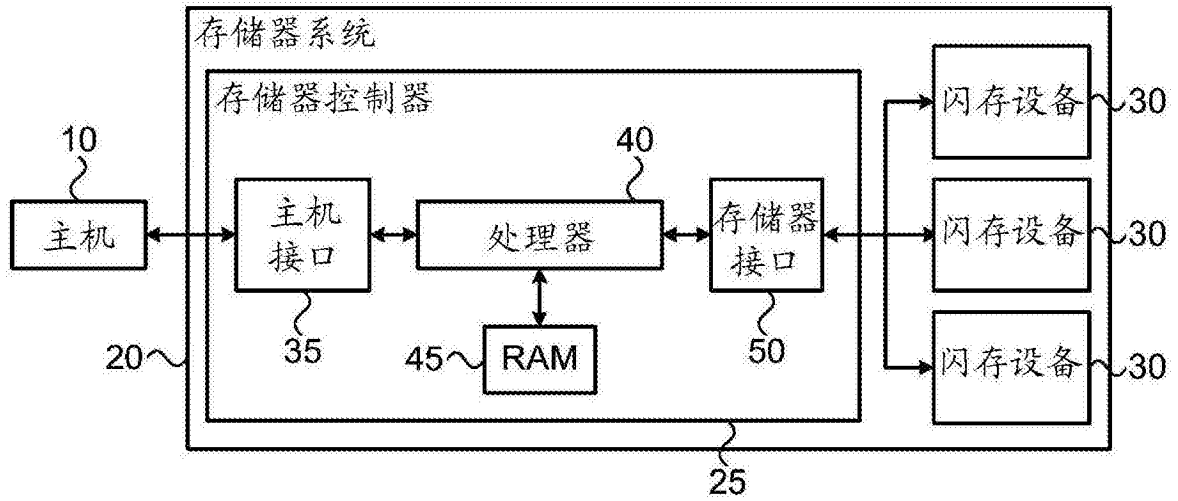 存储器系统
存储器控制器
10
主机
主机
接口
35
40
处理器
45
RAM
存储器
接口
50
闪存设备
30
闪存设备
30
闪存设备
30
20
25